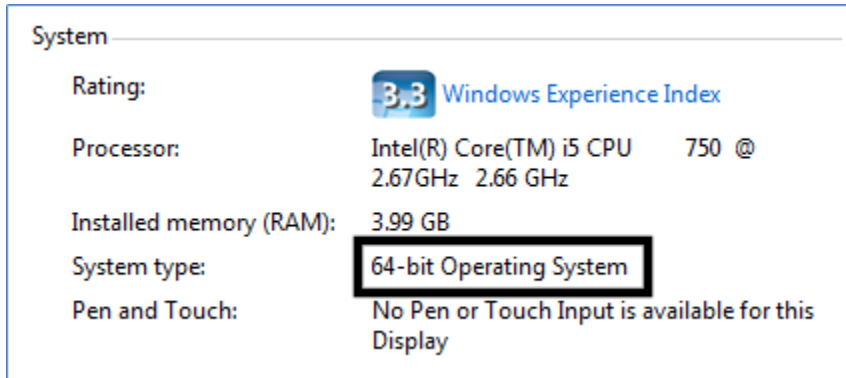 System
Rating: 3.3 Windows Experience Index
Processor: Intel(R) Core(TM) i5 CPU 750 @
2.67GHz 2.66 GHz
Installed memory (RAM): 3.99 GB
System type: 64-bit Operating System
Pen and Touch: No Pen or Touch Input is available for this
Display